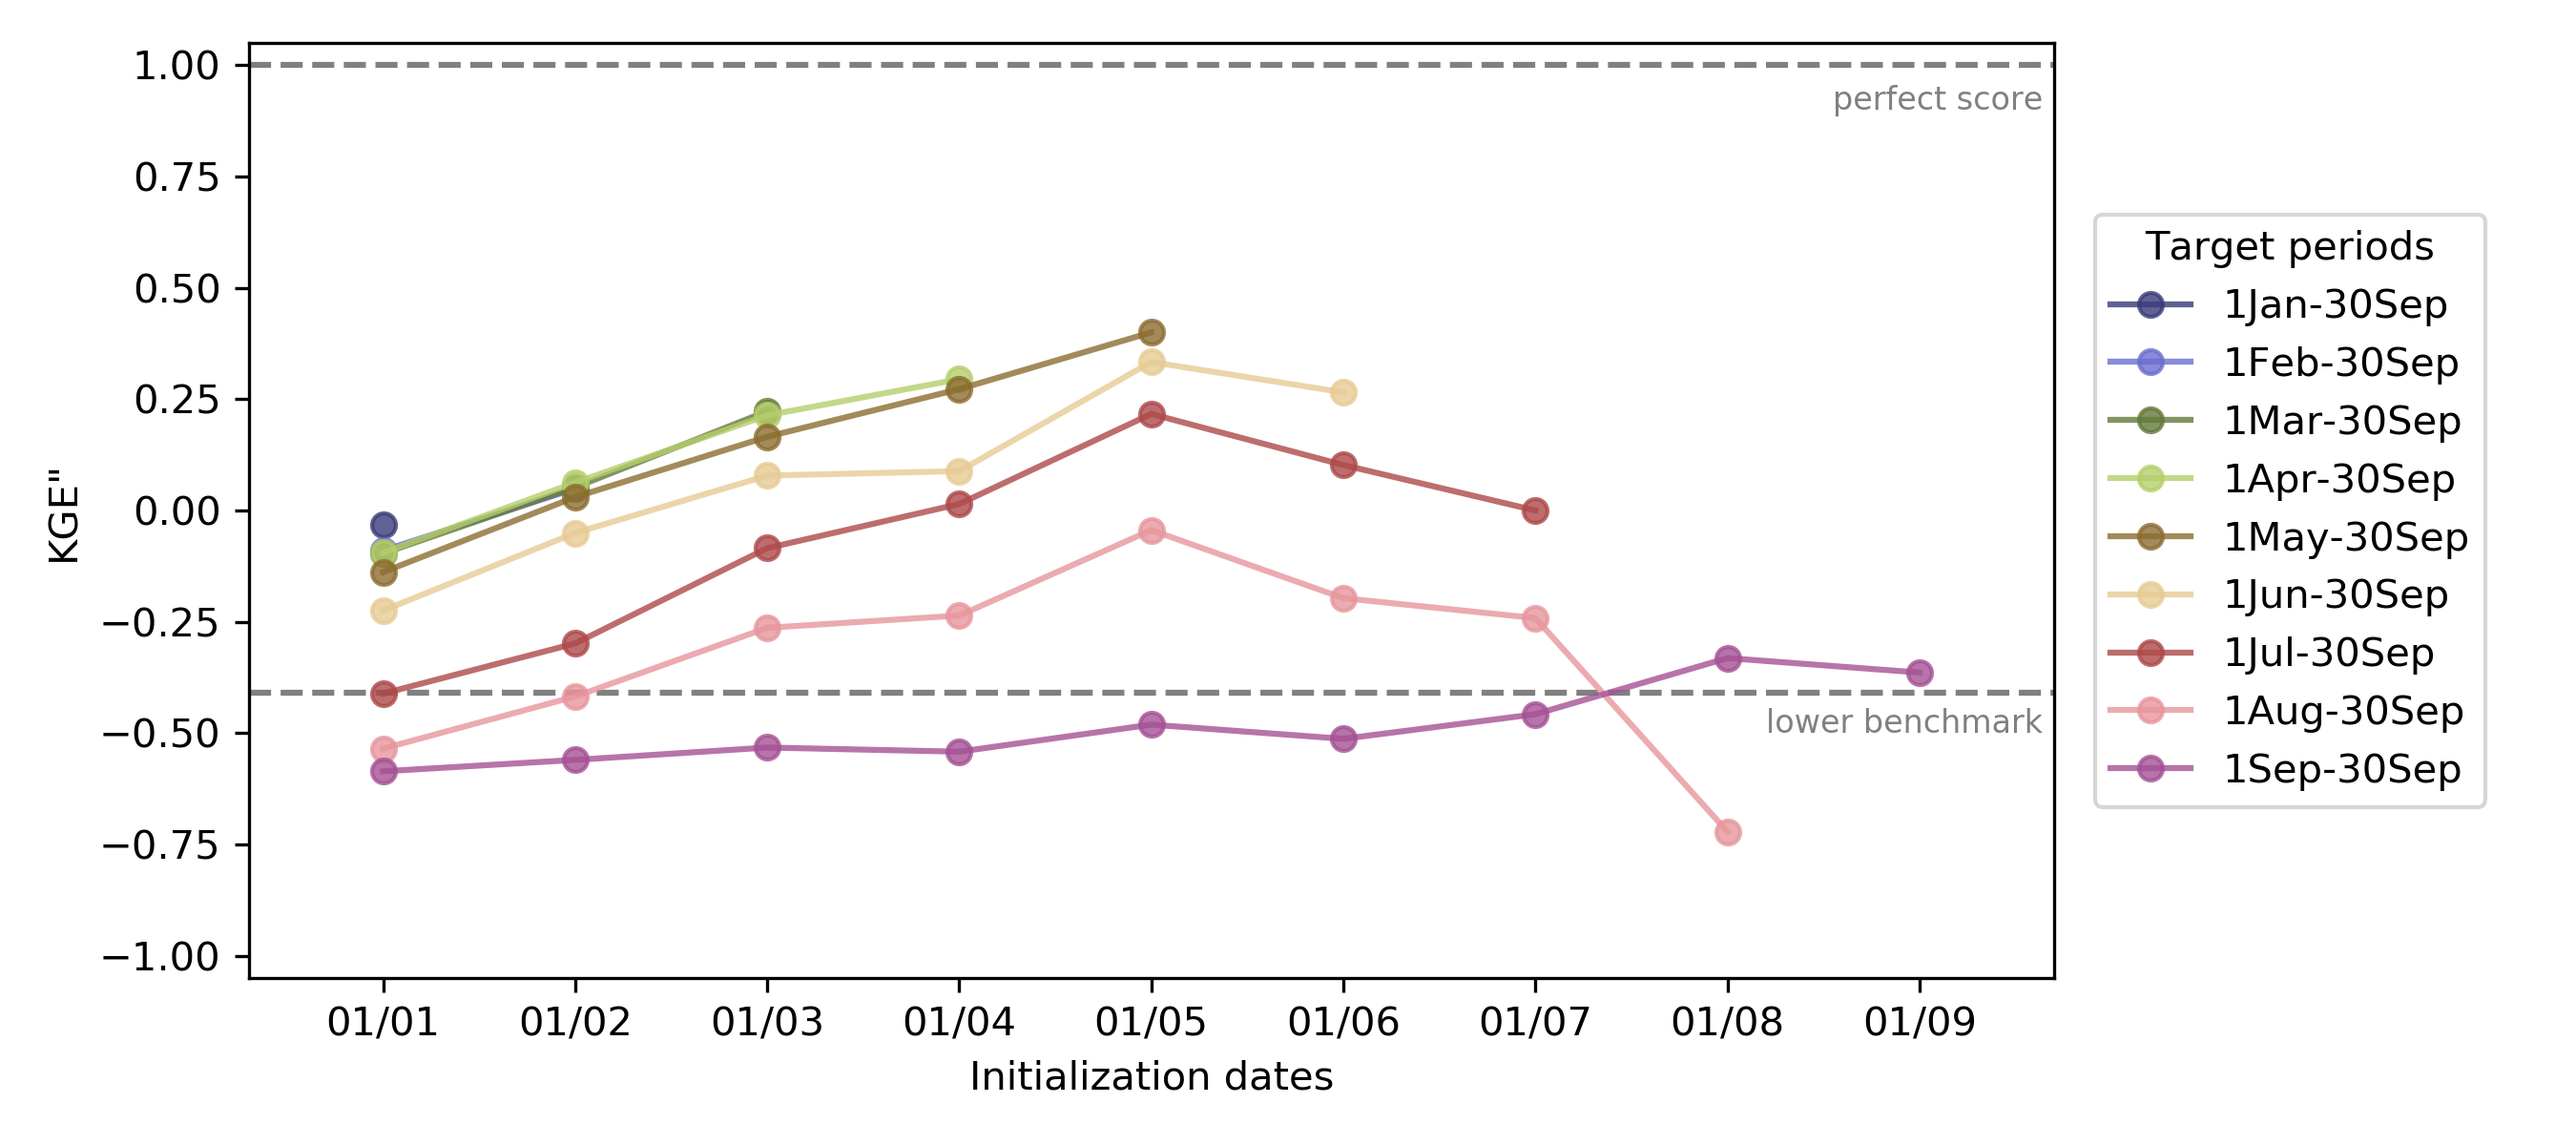 1.00
0.75
0.50
0.25
0.00
−0.25
−0.50
−0.75
−1.00
KGE"
perfect score
lower benchmark
01/01 01/02 01/03 01/04 01/05 01/06 01/07 01/08 01/09
Initialization dates
Target periods
1Jan-30Sep
1Feb-30Sep
1Mar-30Sep
1Apr-30Sep
1May-30Sep
1Jun-30Sep
1Jul-30Sep
1Aug-30Sep
1Sep-30Sep